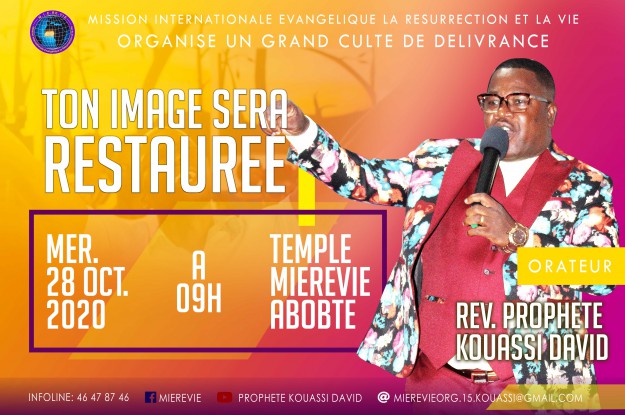 MISSION INTERNATIONALE EVANGELIQUE LA RESURRECTION ET LA VIE
ORGANISE UN GRAND CULTE DE DELIVRANCE
TON IMAGE SERA
RESTAUREE
MER.
28 OCT.
2020
A
09H
TEMPLE
MIEREVIE
ABOBTE
ORATEUR
REV. PROPHETE
KOUASSI DAVID
INFOLINE: 46 47 87 46 MIEREVIE PROPHETE KOUASSI DAVID @ MIEREVIEORG.15.KOUASSI@GMAIL.COM